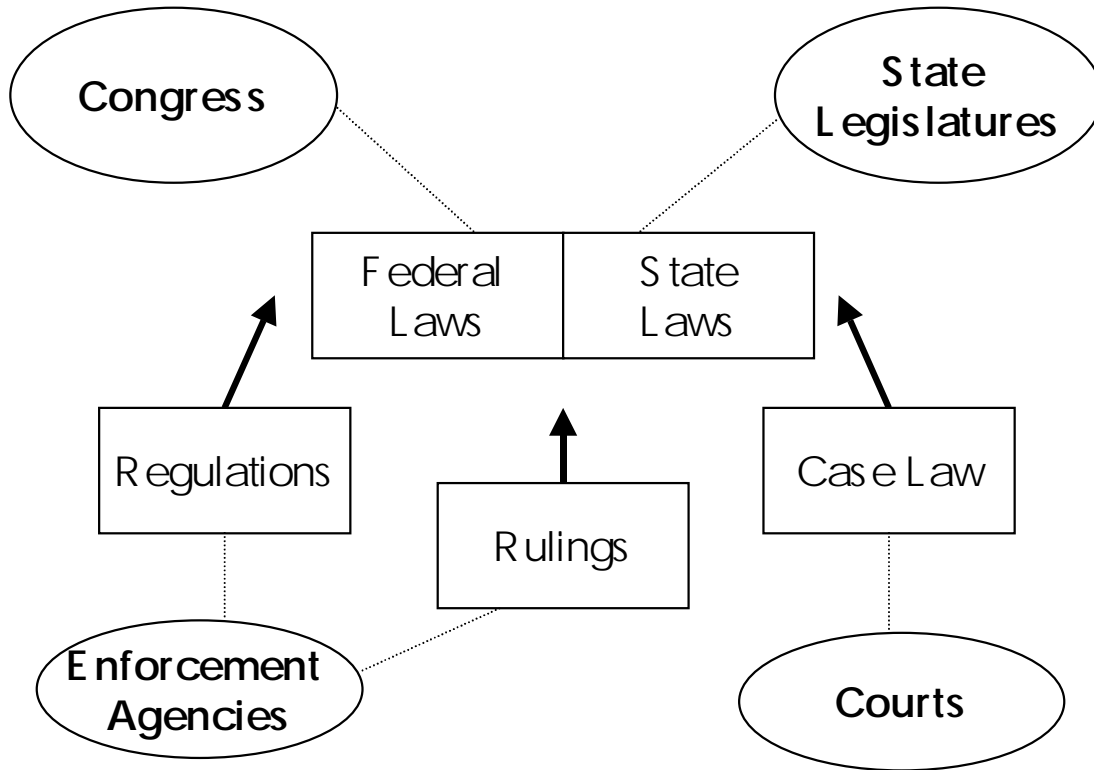 Congress
State
Legislatures
Federal
Laws
State
Laws
Regulations
Rulings
Case Law
Enforcement
Agencies
Courts